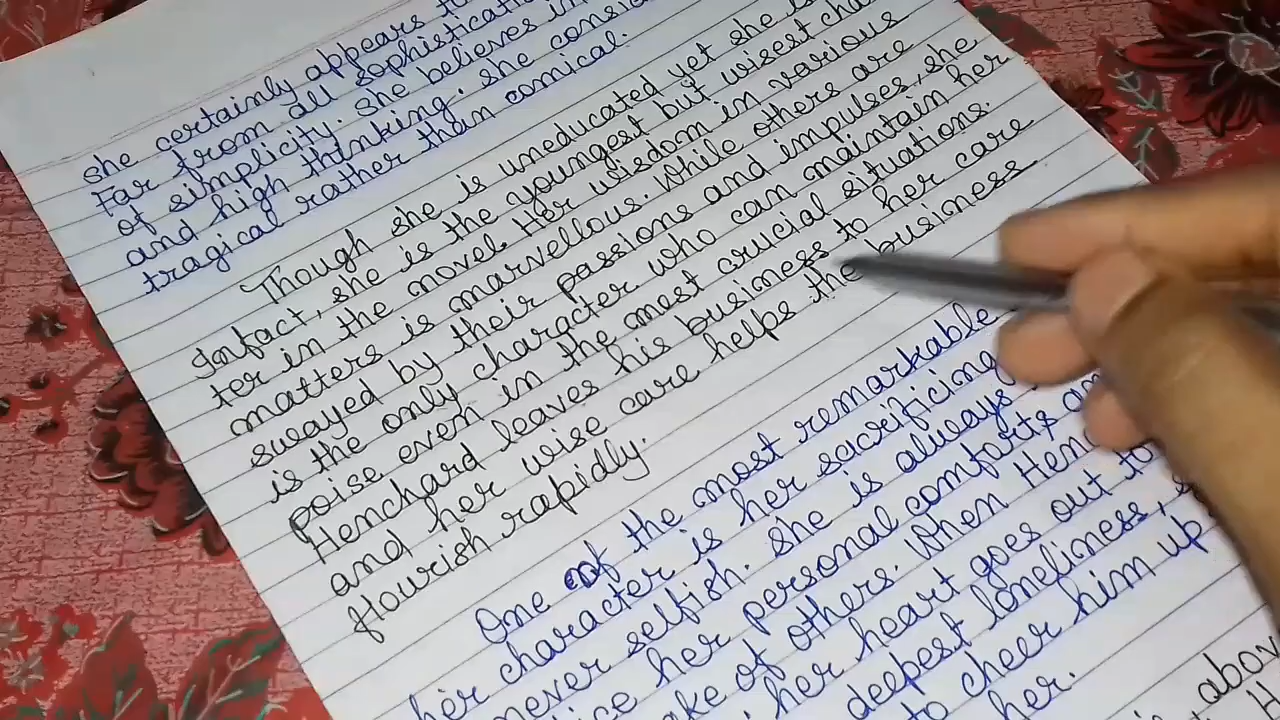 she certainly appears to
Far from all sophisticati
of simplicity. She believes in
and high thinking. she consid
tragical rather than comical.
Though she is uneducated yet she is
Infact, she is the youngest but wisest cha
ter in the novel. Her wisdom in various
matters is marvellous. While others are
swayed by their passions and impulses, she
is the only character who can maintain her
poise even in the most crucial situations.
Henchard leaves his business to her care
and her wise care helps the business
flourish rapidly.
One of the most remarkable
her character is her sacrificing
never selfish. she is always
ice her personal comforts
ake of others. When Hen
, her heart goes out to
deepest loneliness,
to cheer him up
her.
, above
H